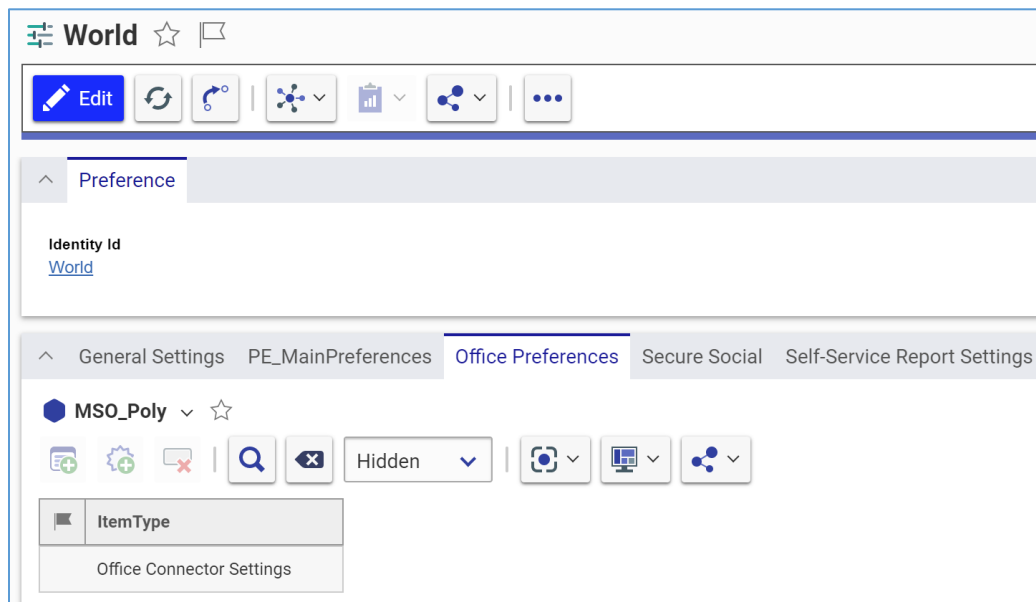 World
Edit
Preference
Identity Id
World
General Settings PE_MainPreferences Office Preferences Secure Social Self-Service Report Settings
MSO_Poly
Hidden
ItemType
Office Connector Settings